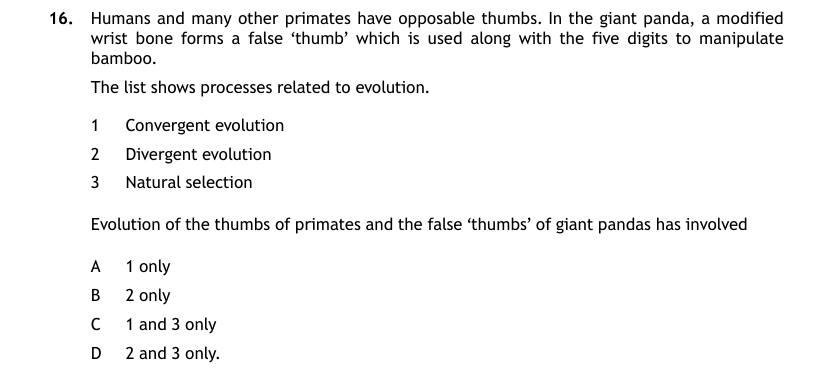 16. Humans and many other primates have opposable thumbs. In the giant panda, a modified
wrist bone forms a false ‘thumb’ which is used along with the five digits to manipulate
bamboo.
The list shows processes related to evolution.
1 Convergent evolution
2 Divergent evolution
3 Natural selection
Evolution of the thumbs of primates and the false ‘thumbs’ of giant pandas has involved
A 1 only
B 2 only
C 1 and 3 only
D 2 and 3 only.